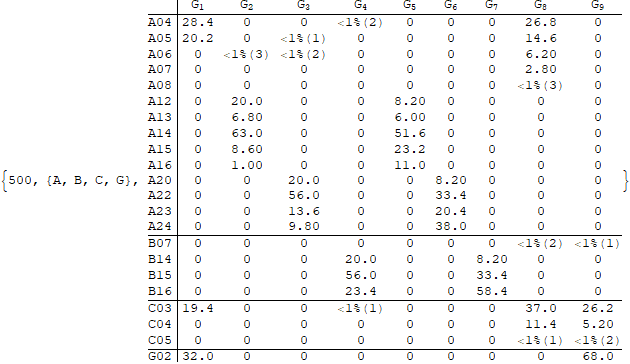 G1 G2 G3 G4 G5 G6 G7 G8 G9
A04 28.4 0 0 <1%(2) 0 0 0 26.8 0
A05 20.2 0 <1%(1) 0 0 0 0 14.6 0
A06 0 <1%(3) <1%(2) 0 0 0 0 6.20 0
A07 0 0 0 0 0 0 0 2.80 0
A08 0 0 0 0 0 0 0 <1%(3) 0
A12 0 20.0 0 0 8.20 0 0 0 0
A13 0 6.80 0 0 6.00 0 0 0 0
A14 0 63.0 0 0 51.6 0 0 0 0
A15 0 8.60 0 0 23.2 0 0 0 0
A16 0 1.00 0 0 11.0 0 0 0 0
{500, {A, B, C, G}, A20 0 0 20.0 0 0 8.20 0 0 0 }
A22 0 0 56.0 0 0 33.4 0 0 0
A23 0 0 13.6 0 0 20.4 0 0 0
A24 0 0 9.80 0 0 38.0 0 0 0
B07 0 0 0 0 0 0 0 <1%(2) <1%(1)
B14 0 0 0 20.0 0 0 8.20 0 0
B15 0 0 0 56.0 0 0 33.4 0 0
B16 0 0 0 23.4 0 0 58.4 0 0
C03 19.4 0 0 <1%(1) 0 0 0 37.0 26.2
C04 0 0 0 0 0 0 0 11.4 5.20
C05 0 0 0 0 0 0 0 <1%(1) <1%(2)
G02 32.0 0 0 0 0 0 0 0 68.0